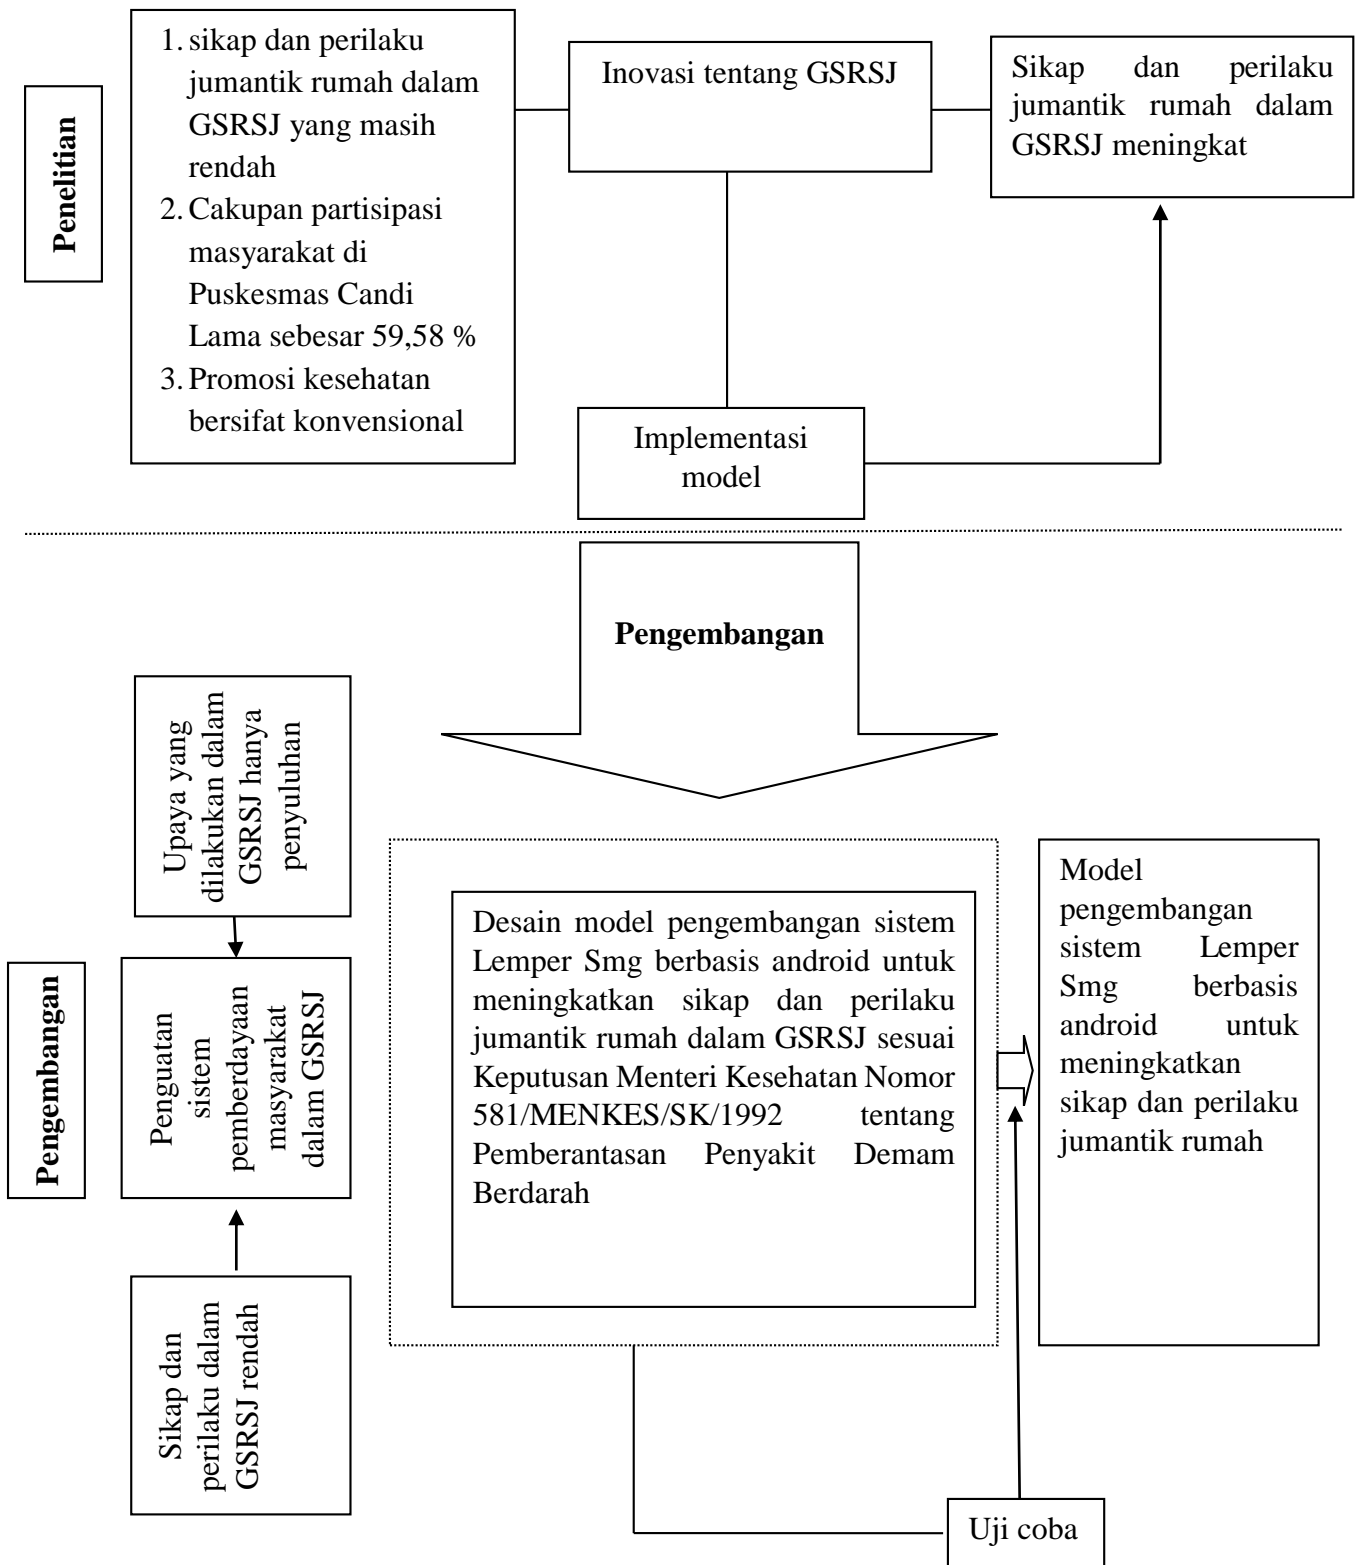 Penelitian
1. sikap dan perilaku
jumantik rumah dalam
GSRSJ yang masih
rendah
2. Cakupan partisipasi
masyarakat di
Puskesmas Candi
Lama sebesar 59,58 %
3. Promosi kesehatan
bersifat konvensional
Inovasi tentang GSRSJ
Sikap dan perilaku
jumantik rumah dalam
GSRSJ meningkat
Implementasi
model
Pengembangan
Pengembangan
Upaya yang
dilakukan dalam
GSRSJ hanya
penyuluhan
Penguatan
sistem
pemberdayaan
masyarakat
dalam GSRSJ
Sikap dan
perilaku dalam
GSRSJ rendah
Desain model pengembangan sistem
Lemper Smg berbasis android untuk
meningkatkan sikap dan perilaku
jumantik rumah dalam GSRSJ sesuai
Keputusan Menteri Kesehatan Nomor
581/MENKES/SK/1992 tentang
Pemberantasan Penyakit Demam
Berdarah
Model
pengembangan
sistem Lemper
Smg berbasis
android untuk
meningkatkan
sikap dan perilaku
jumantik rumah
Uji coba